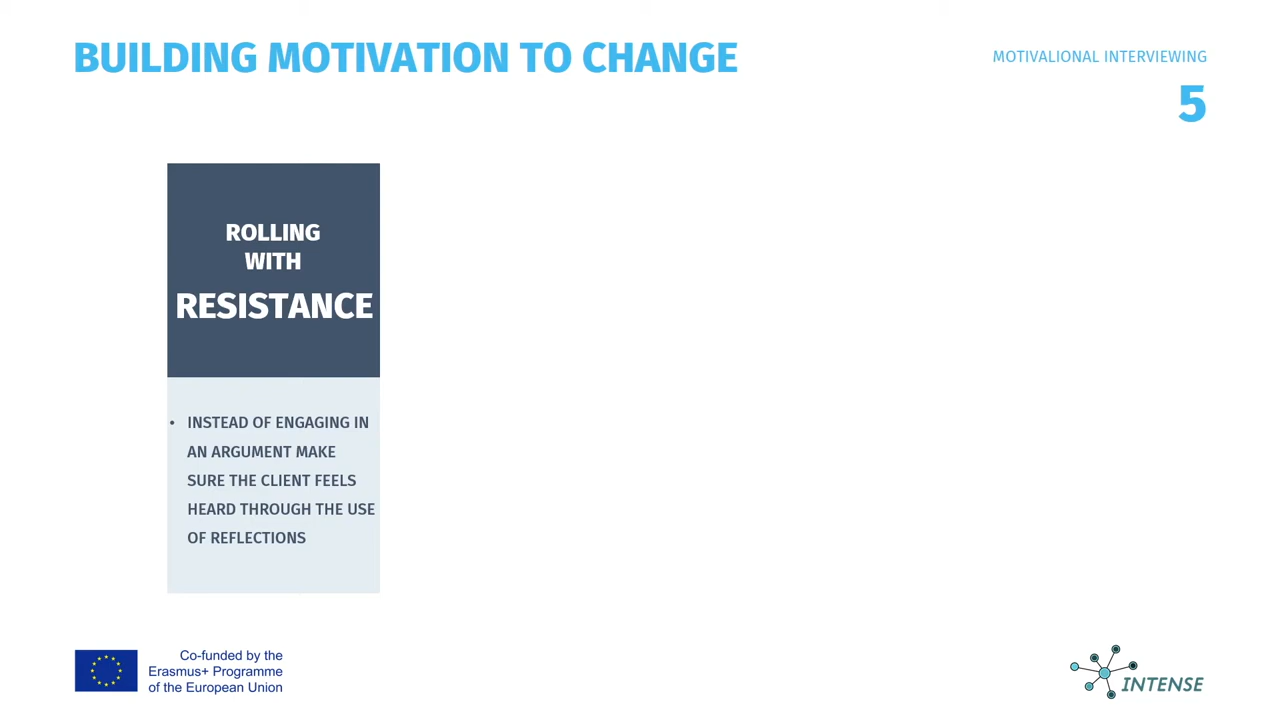 BUILDING MOTIVATION TO CHANGE
MOTIVALIONAL INTERVIEWING
5
ROLLING
WITH
RESISTANCE
• INSTEAD OF ENGAGING IN
AN ARGUMENT MAKE
SURE THE CLIENT FEELS
HEARD THROUGH THE USE
OF REFLECTIONS
Co-funded by the
Erasmus+ Programme
of the European Union
INTENSE